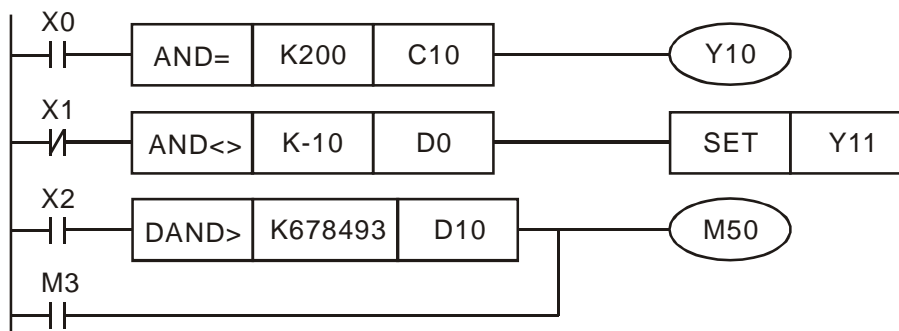 X0
AND= K200 C10 Y10
X1
AND<> K-10 D0 SET Y11
X2
DAND> K678493 D10 M50
M3